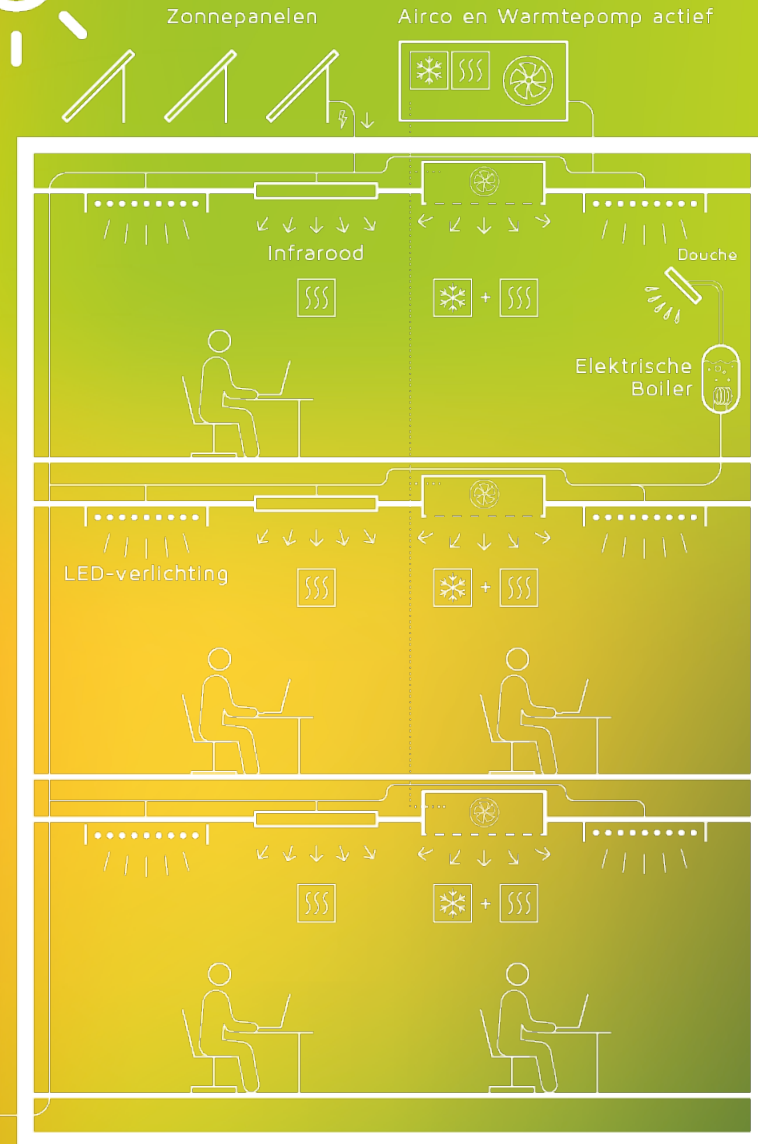 Zonnepanelen
Airco en Warmtepomp actief
Infrarood
Douche
Elektrische
Boiler
LED-verlichting